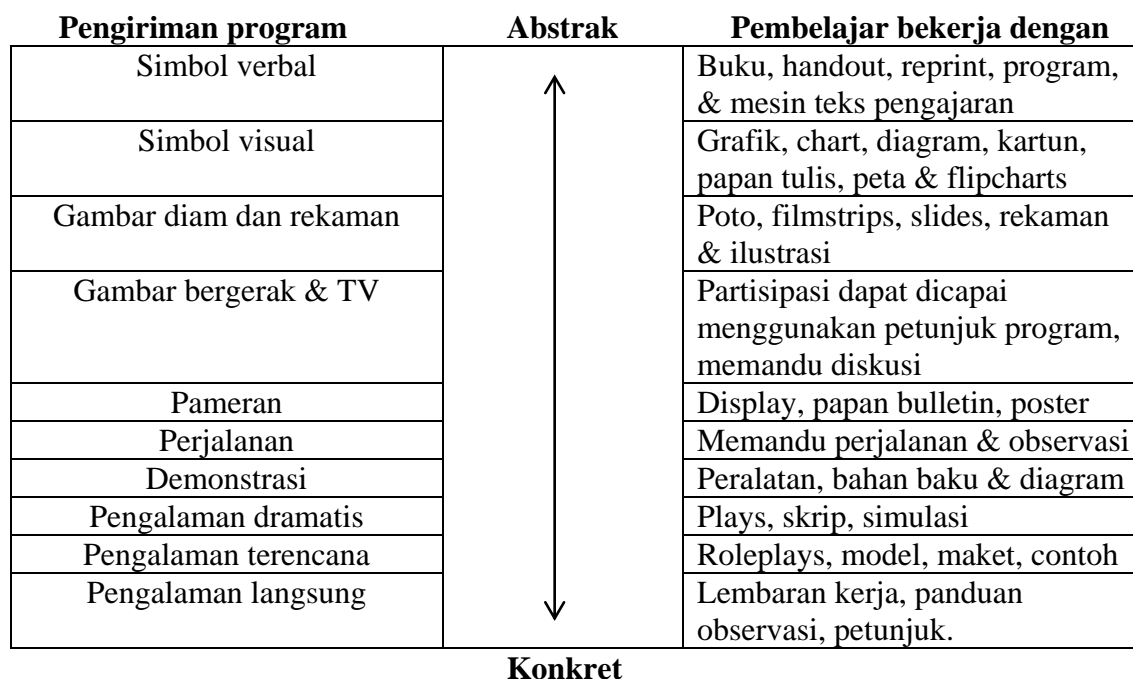 Pengiriman program Abstrak Pembelajar bekerja dengan
Simbol verbal Buku, handout, reprint, program,
& mesin teks pengajaran
Simbol visual Grafik, chart, diagram, kartun,
papan tulis, peta & flipcharts
Gambar diam dan rekaman Poto, filmstrips, slides, rekaman
& ilustrasi
Gambar bergerak & TV Partisipasi dapat dicapai
menggunakan petunjuk program,
memandu diskusi
Pameran Display, papan bulletin, poster
Perjalanan Memandu perjalanan & observasi
Demonstrasi Peralatan, bahan baku & diagram
Pengalaman dramatis Plays, skrip, simulasi
Pengalaman terencana Roleplays, model, maket, contoh
Pengalaman langsung Lembaran kerja, panduan
observasi, petunjuk.
Konkret